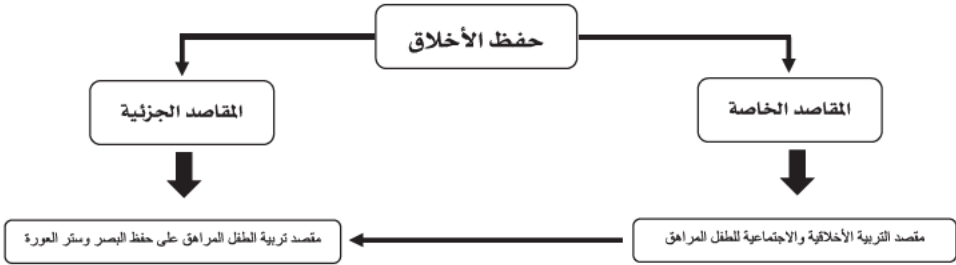 حفظ الأخلاق
المقاصد الخاصة
المقاصد الجزئية
مقصد التربية الأخلاقية والاجتماعية للطفل المراهق
مقصد تربية الطفل المراهق على حفظ البصر وستر العورة